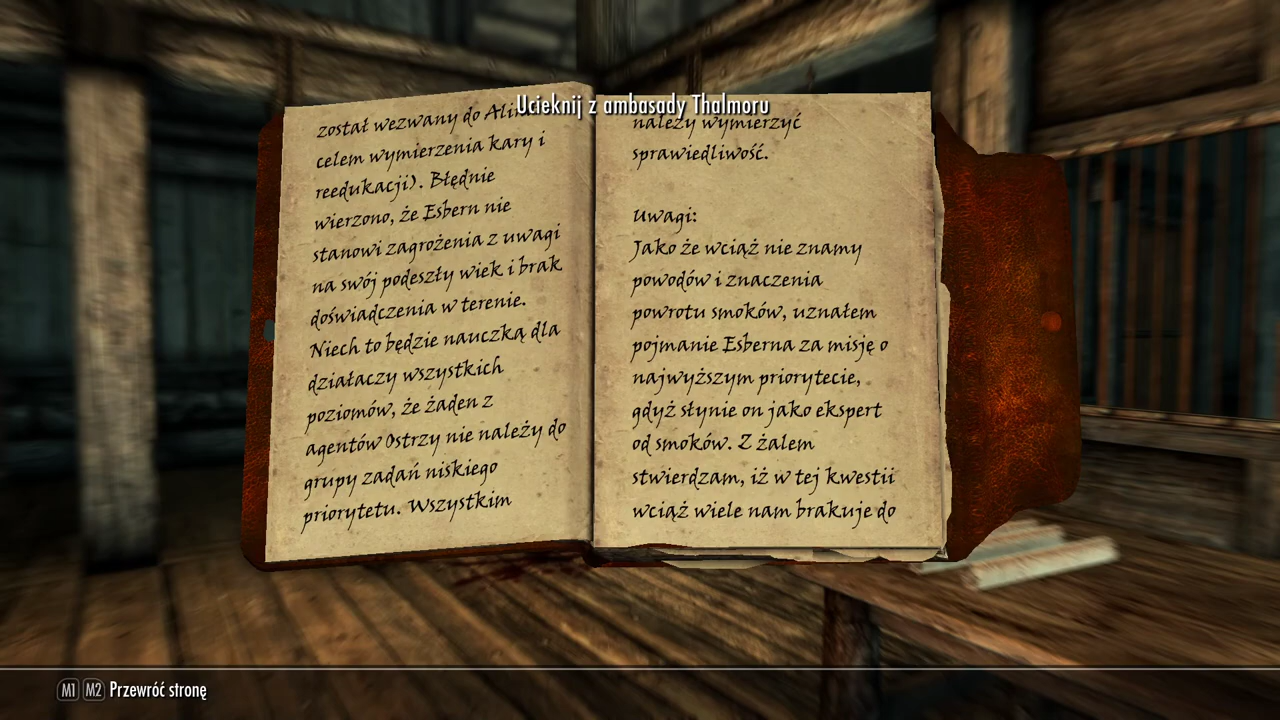 Ucieknij z ambasady Thalmoru
został wezwany do
celem wymierzenia kary i
reedukacji). Błędnie
wierzono, że Esbern nie
stanowi zagrożenia z uwagi
na swój podeszły wiek i brak
doświadczenia w terenie.
Niech to będzie nauczką dla
działaczy wszystkich
poziomów, że żaden z
agentów Ostrzy nie należy do
grupy zadań niskiego
priorytetu. Wszystkim
należy wymierzyć
sprawiedliwość.
Uwagi:
Jako że wciąż nie znamy
powodów i znaczenia
powrotu smoków, uznałem
pojmanie Esberna za misję o
najwyższym priorytecie,
gdyż słynie on jako ekspert
od smoków. Z żalem
stwierdzam, iż w tej kwestii
wciąż wiele nam brakuje do
M1 M2 Przewróć stronę